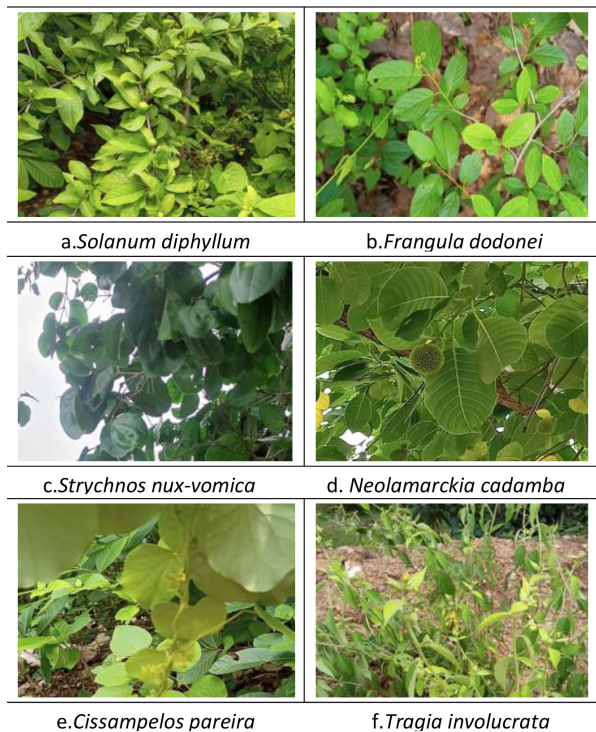 a.Solanum diphyllum
b.Frangula dodonei
c.Strychnos nux-vomica
d. Neolamarckia cadamba
e.Cissampelos pareira
f.Tragia involucrata